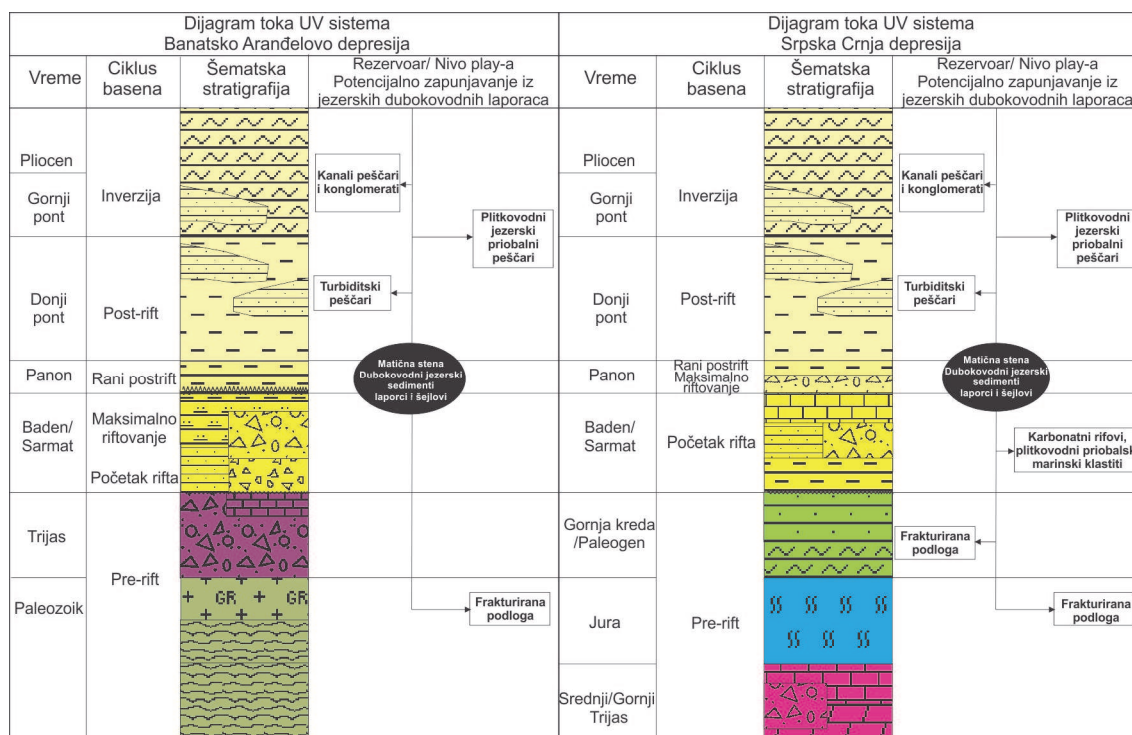 Dijagram toka UV sistema
Banatsko Aranđelovo depresija
Vreme
Ciklus
basena
Šematska
stratigrafija
Rezervoar/ Nivo play-a
Potencijalno zapunjavanje iz
jezerskih dubokovodnih laporaca
Pliocen
Gornji
pont
Inverzija
Kanali peščari
i konglomerati
Plitkovodni
jezerski
priobalni
peščari
Donji
pont
Post-rift
Turbiditski
peščari
Panon
Rani postrift
Matična stena
Dubokovodni jezerski
sedimenti
laporci i šejlovi
Baden/
Sarmat
Maksimalno
riftovanje
Početak rifta
Trijas
Pre-rift
Paleozoik
GR
GR
Frakturirana
podloga
Dijagram toka UV sistema
Srpska Crnja depresija
Vreme
Ciklus
basena
Šematska
stratigrafija
Rezervoar/ Nivo play-a
Potencijalno zapunjavanje iz
jezerskih dubokovodnih laporaca
Pliocen
Gornji
pont
Inverzija
Kanali peščari
i konglomerati
Plitkovodni
jezerski
priobalni
peščari
Donji
pont
Post-rift
Turbiditski
peščari
Panon
Rani postrift
Maksimalno
riftovanje
Matična stena
Dubokovodni jezerski
sedimenti
laporci i šejlovi
Baden/
Sarmat
Početak rifta
Karbonatni rifovi,
plitkovodni priobalski
marinski klastiti
Gornja kreda
/Paleogen
Frakturirana
podloga
Jura
Pre-rift
Frakturirana
podloga
Srednji/Gornji
Trijas